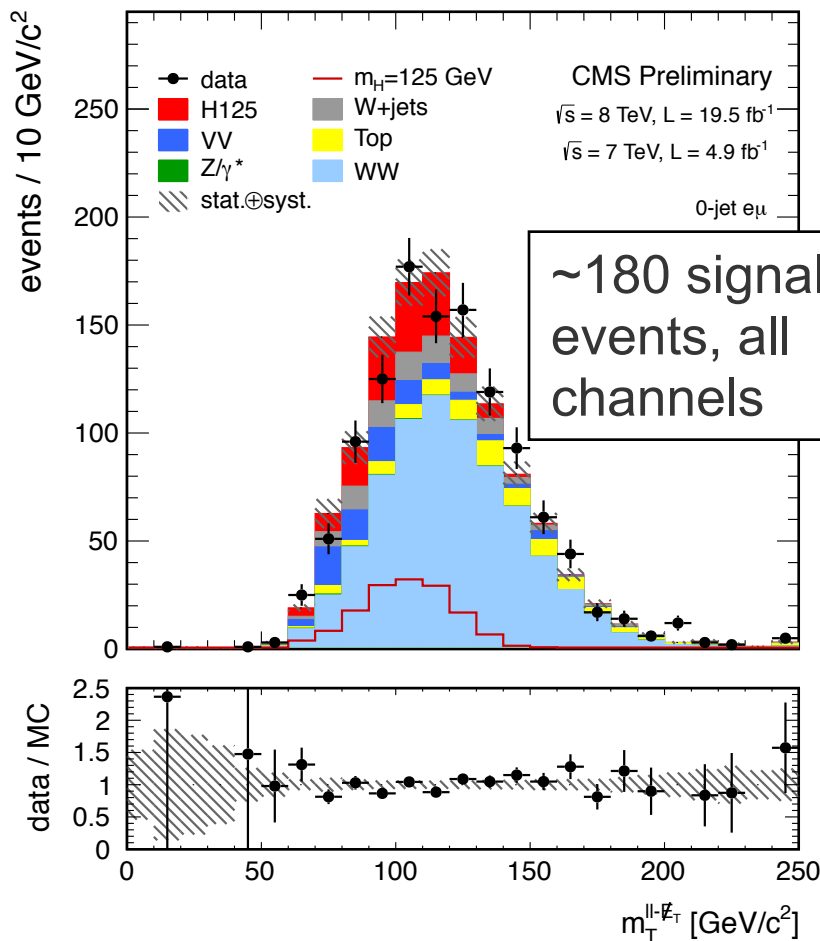 events / 10 GeV/c²
data
m_H=125 GeV
H125
W+jets
VV
Top
Z/γ*
WW
stat.⊕syst.
CMS Preliminary
√s = 8 TeV, L = 19.5 fb⁻¹
√s = 7 TeV, L = 4.9 fb⁻¹
0-jet eμ
~180 signal
events, all
channels
250
200
150
100
50
0
data / MC
2.5
2
1.5
1
0.5
0
0 50 100 150 200 250
m_T^{ll-E̸_T} [GeV/c²]